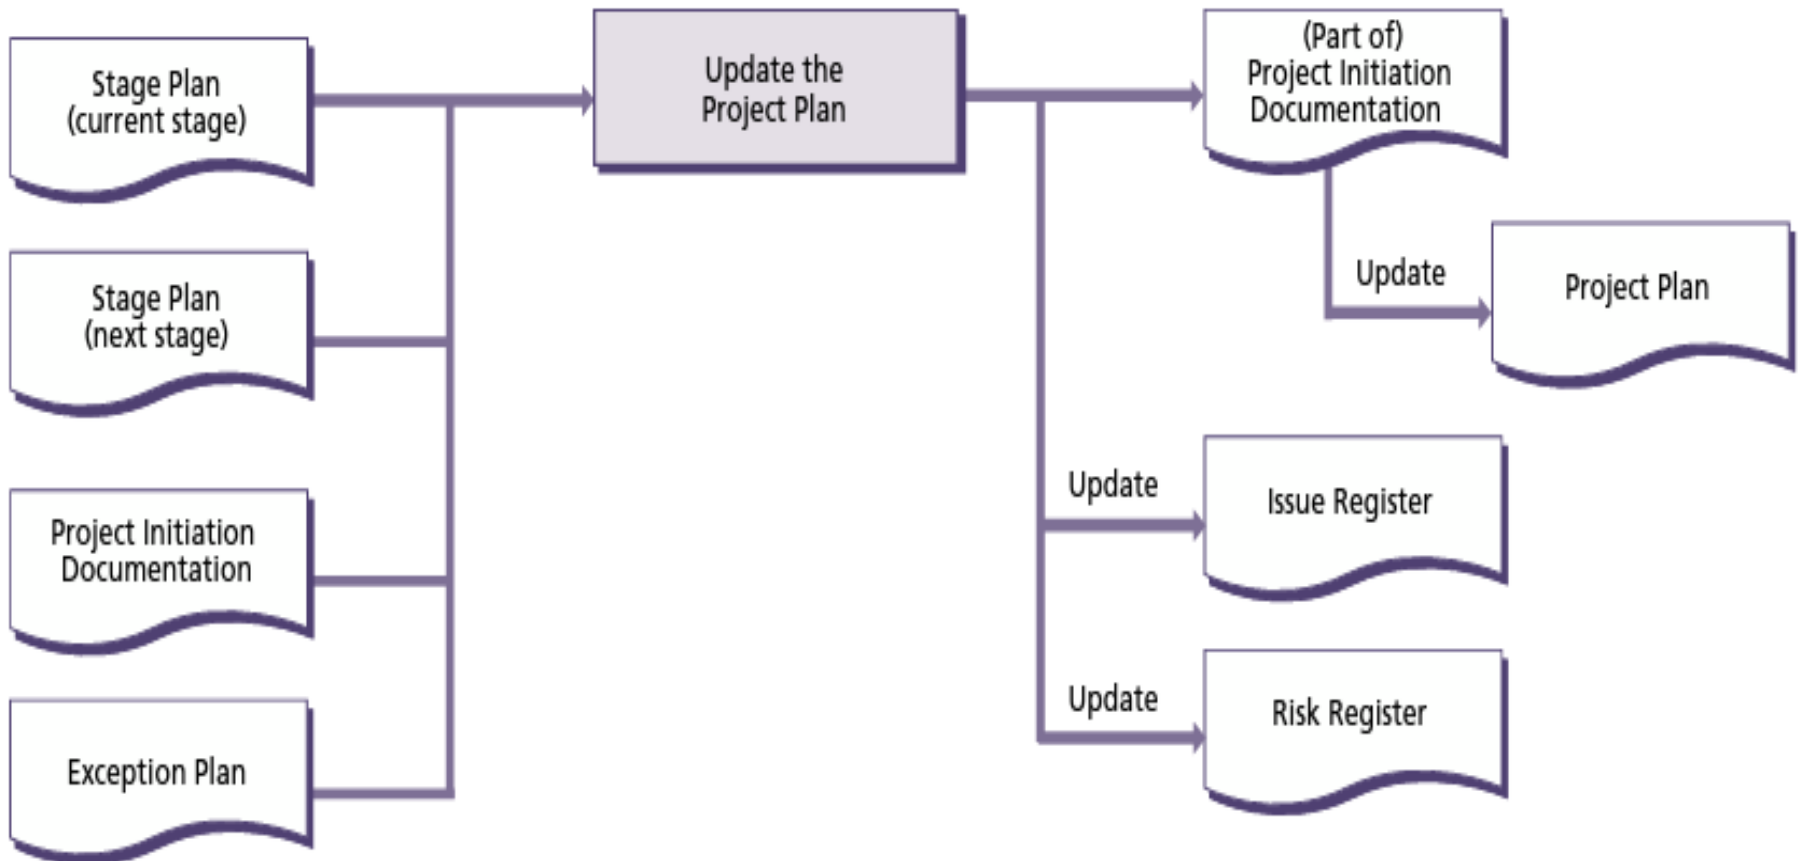 Stage Plan
(current stage)
Stage Plan
(next stage)
Project Initiation
Documentation
Exception Plan
Update the
Project Plan
(Part of)
Project Initiation
Documentation
Update
Project Plan
Update
Issue Register
Update
Risk Register